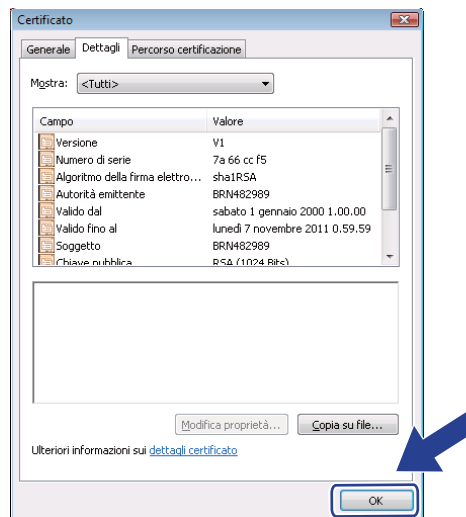 Certificato
Generale Dettagli Percorso certificazione
Mostra: <Tutti>
Campo Valore
Versione V1
Numero di serie 7a 66 cc f5
Algoritmo della firma elettro... sha1RSA
Autorità emittente BRN482989
Valido dal sabato 1 gennaio 2000 1.00.00
Valido fino al lunedì 7 novembre 2011 0.59.59
Soggetto BRN482989
Chiave pubblica RSA (1024 Bits)
Modifica proprietà... Copia su file...
Ulteriori informazioni sui dettagli certificato
OK